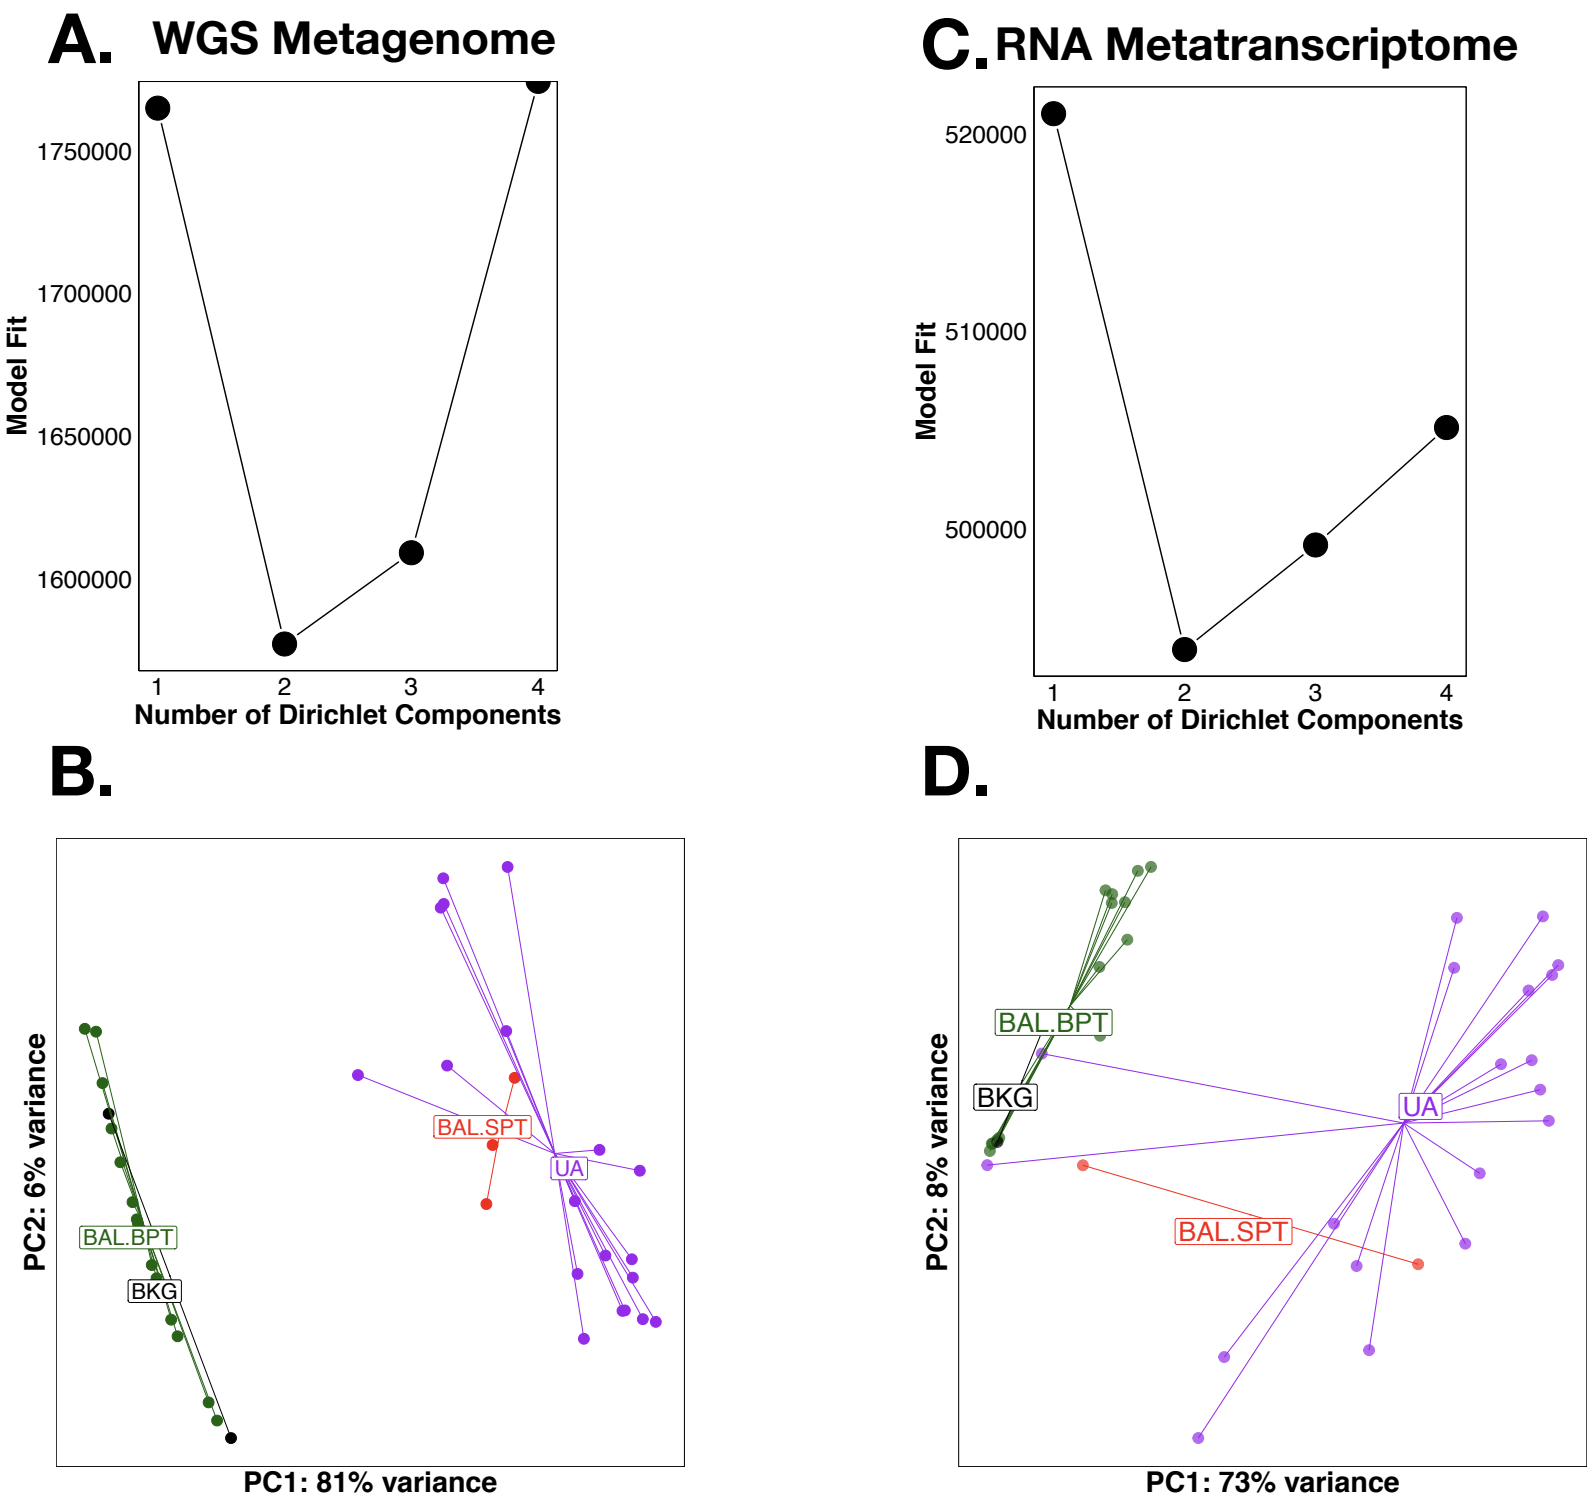 A. WGS Metagenome
1750000
1700000
1650000
1600000
Model Fit
1 2 3 4
Number of Dirichlet Components
B.
BAL.SPT
UA
BAL.BPT
BKG
PC2: 6% variance
PC1: 81% variance
C. RNA Metatranscriptome
520000
510000
500000
Model Fit
1 2 3 4
Number of Dirichlet Components
D.
BAL.BPT
BKG
UA
BAL.SPT
PC2: 8% variance
PC1: 73% variance